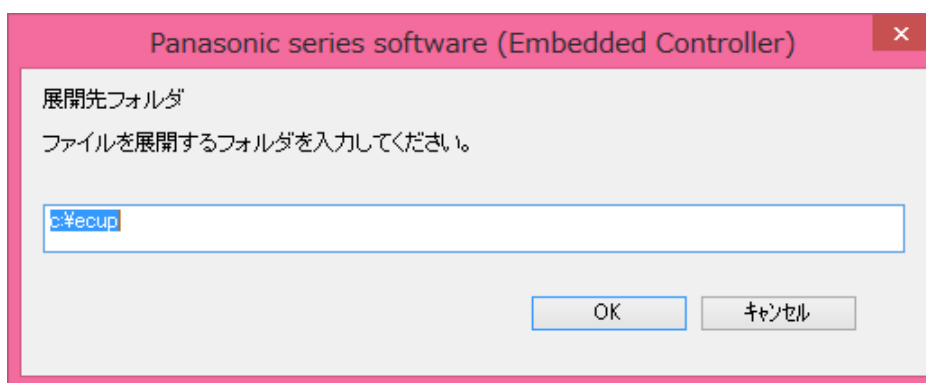 Panasonic series software (Embedded Controller)
展開先フォルダ
ファイルを展開するフォルダを入力してください。
c:¥ecup
OK
キャンセル